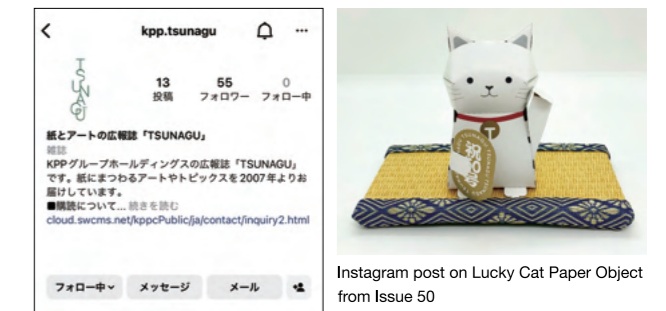 kpp.tsunagu
TSUNAGU
13
55
0
投稿
フォロワー
フォロー中
紙とアートの広報誌「TSUNAGU」
雑誌
KPPグループホールディングスの広報誌「TSUNAGU」
です。紙にまつわるアートやトピックスを2007年よりお
届けしています。
■購読について... 続きを読む
cloud.swcms.net/kppcPublic/ja/contact/inquiry2.html
フォロー中
メッセージ
メール
T
Instagram post on Lucky Cat Paper Object
from Issue 50